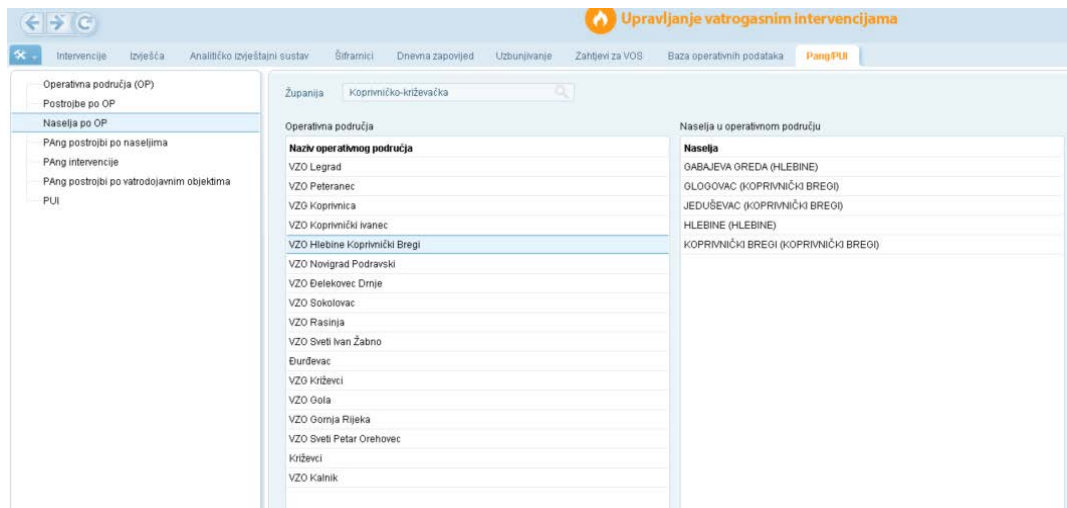 Upravljanje vatrogasnim intervencijama
Intervencije Izvješća Analitičko izvještajni sustav Šifrarnici Dnevna zapovijed Uzbunjivanje Zahtjevi za VOS Baza operativnih podataka Pang/PUI
Operativna područja (OP)
Postrojbe po OP
Naselja po OP
PAng postrojbi po naseljima
PAng intervencije
PAng postrojbi po vatrodojavnim objektima
PUI
Županija Koprivničko-križevačka
Operativna područja
Naziv operativnog područja
VZO Legrad
VZO Peteranec
VZG Koprivnica
VZO Koprivnički Ivanec
VZO Hlebine Koprivnički Bregi
VZO Novigrad Podravski
VZO Đelekovec Drnje
VZO Sokolovac
VZO Rasinja
VZO Sveti Ivan Žabno
Đurđevac
VZG Križevci
VZO Gola
VZO Gornja Rijeka
VZO Sveti Petar Orehovec
Križevci
VZO Kalnik
Naselja u operativnom području
Naselja
GABAJEVA GREDA (HLEBINE)
GLOGOVAC (KOPRIVNIČKI BREGI)
JEDUŠEVAC (KOPRIVNIČKI BREGI)
HLEBINE (HLEBINE)
KOPRIVNIČKI BREGI (KOPRIVNIČKI BREGI)